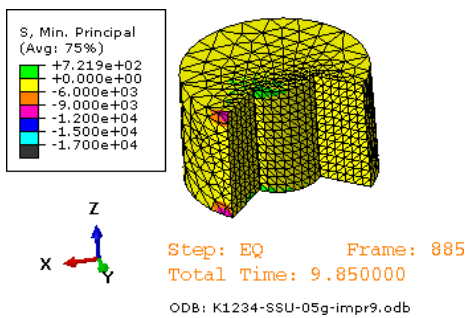 S, Min. Principal
(Avg: 75%)
+7.219e+02
+0.000e+00
-6.000e+03
-9.000e+03
-1.200e+04
-1.500e+04
-1.700e+04
Z
X
Y
Step: EQ Frame: 885
Total Time: 9.850000
ODB: K1234-SSU-05g-impr9.odb